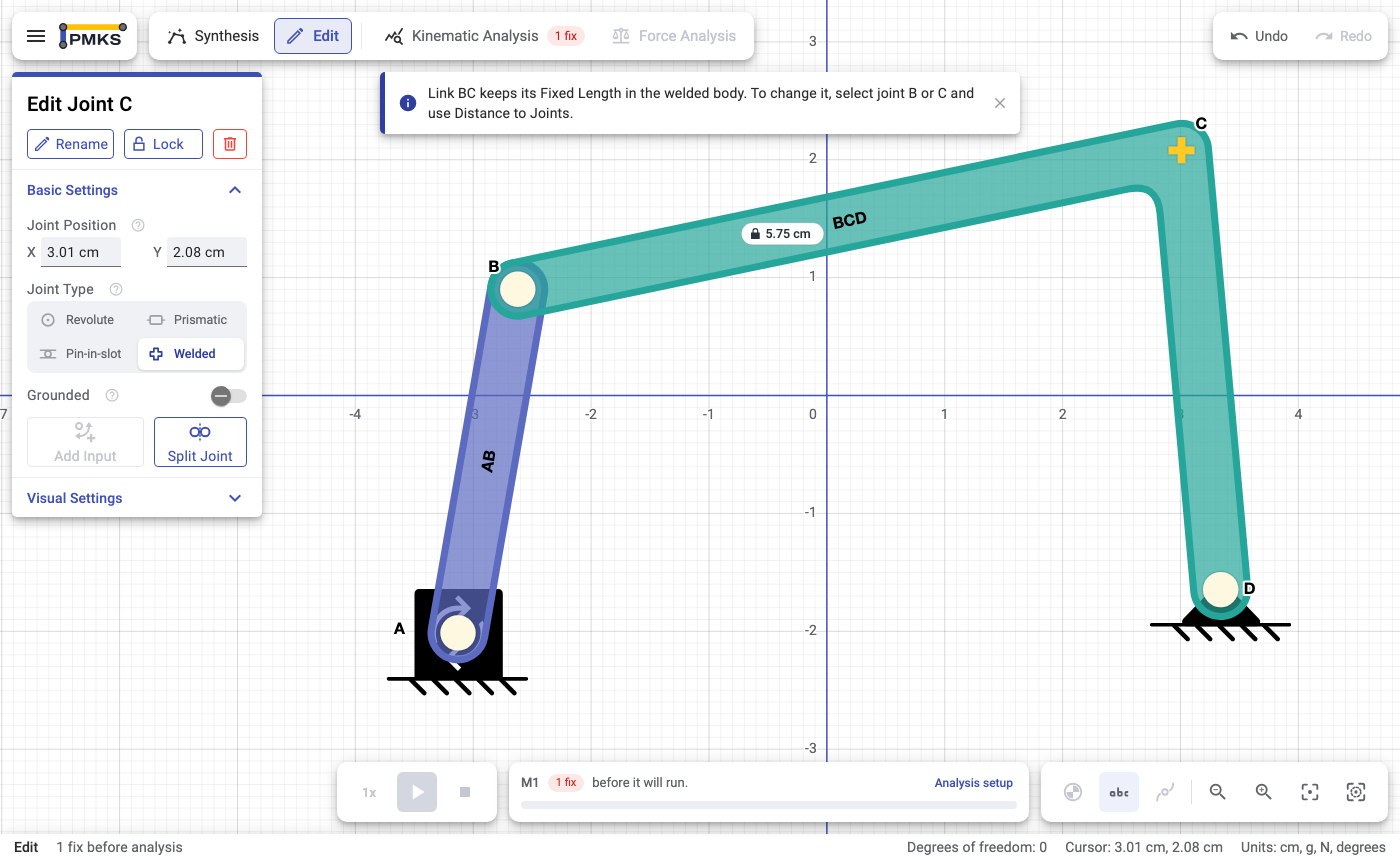 PMKS
Synthesis
Edit
Kinematic Analysis
1 fix
Force Analysis
Undo
Redo
Edit Joint C
Rename
Lock
Basic Settings
Joint Position
X 3.01 cm Y 2.08 cm
Joint Type
Revolute
Prismatic
Pin-in-slot
Welded
Grounded
Add Input
Split Joint
Visual Settings
Link BC keeps its Fixed Length in the welded body. To change it, select joint B or C and
use Distance to Joints.
3
2
1
C
BCD
5.75 cm
B
7
-4
3
-2
-1
0
1
2
3
4
AB
-1
A
D
-2
-3
1x
M1 1 fix before it will run.
Analysis setup
abc
Edit
1 fix before analysis
Degrees of freedom: 0
Cursor: 3.01 cm, 2.08 cm
Units: cm, g, N, degrees